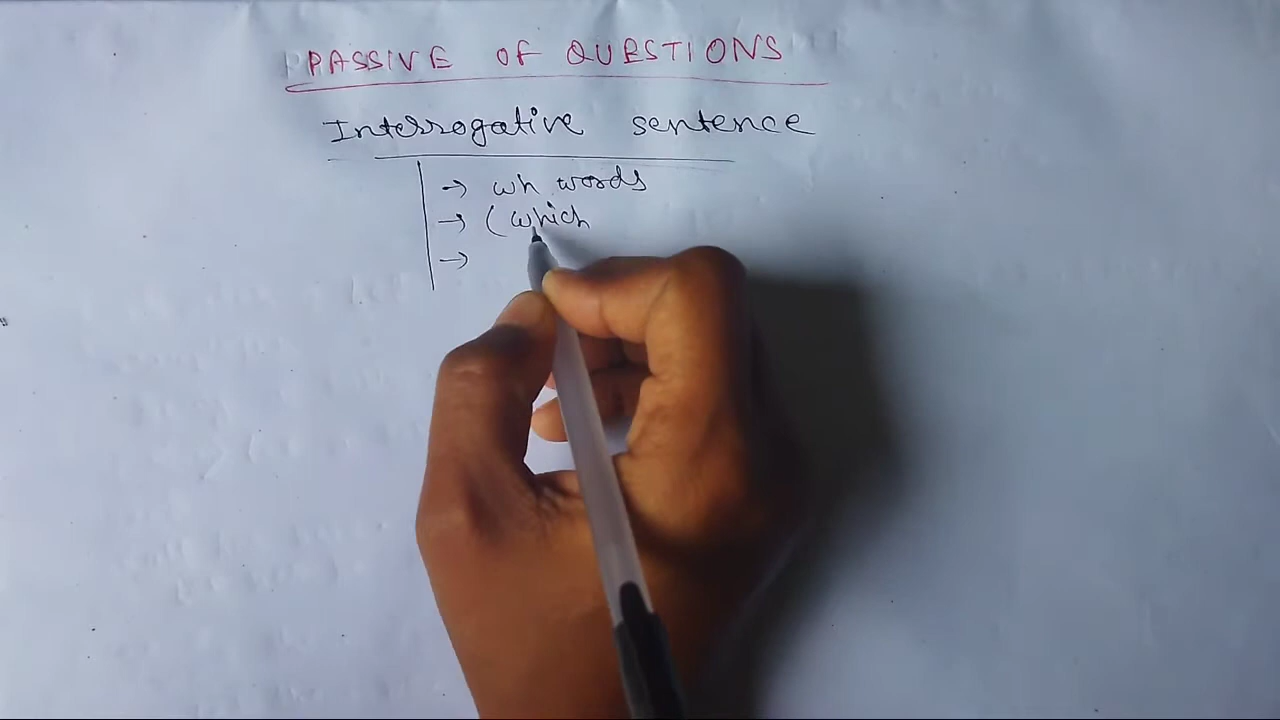 PASSIVE OF QUESTIONS
Interrogative sentence
→ wh words
→ (which
→